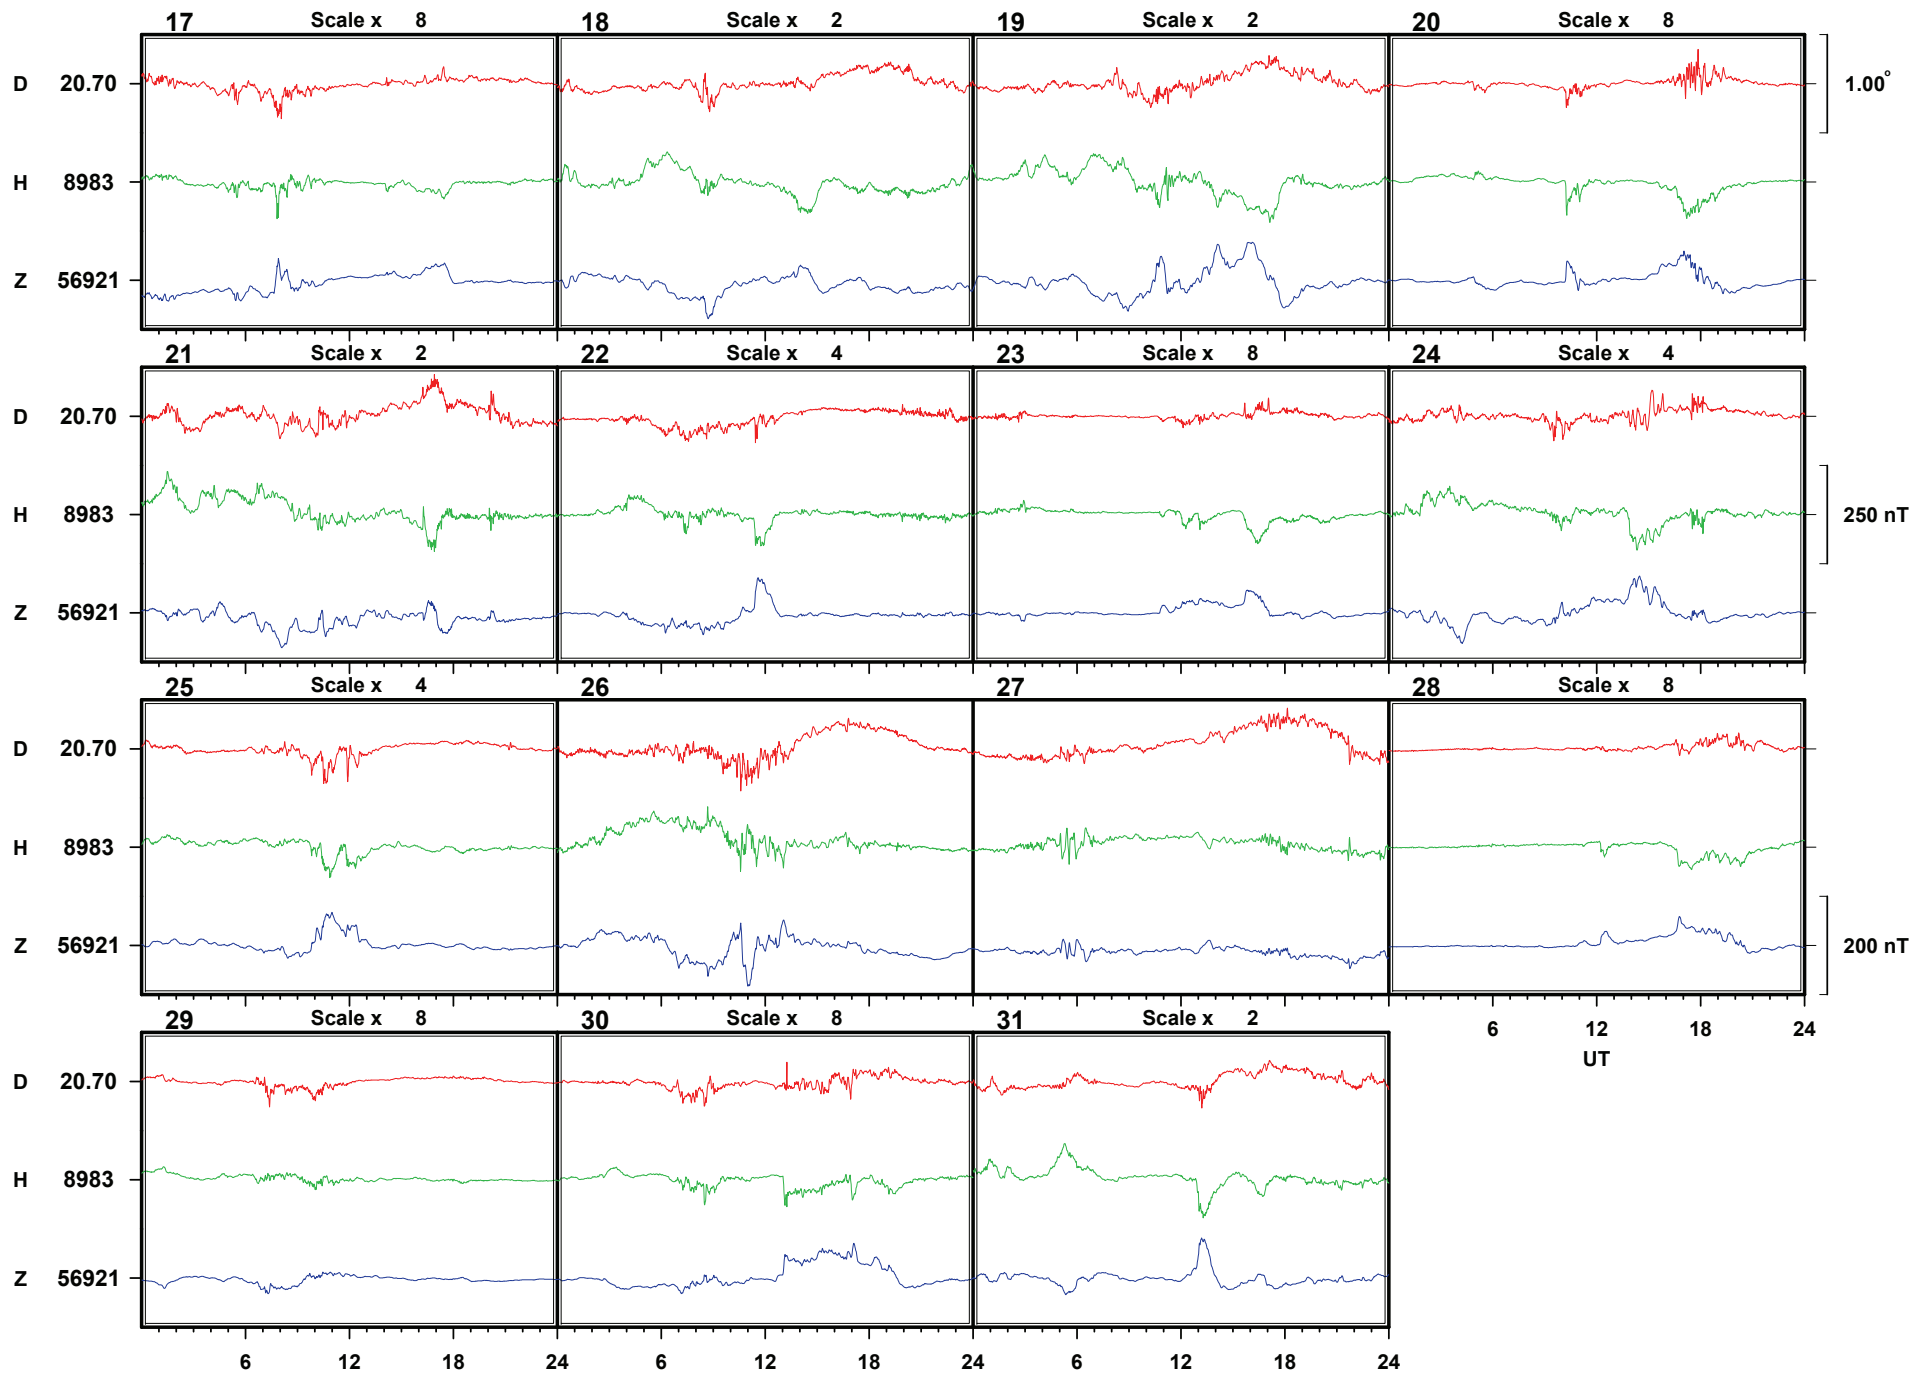 17 Scale x 8 18 Scale x 2 19 Scale x 2 20 Scale x 8
D 20.70 1.00°
H 8983
Z 56921
21 Scale x 2 22 Scale x 4 23 Scale x 8 24 Scale x 4
D 20.70
H 8983 250 nT
Z 56921
25 Scale x 4 26 27 28 Scale x 8
D 20.70
H 8983
Z 56921 200 nT
29 Scale x 8 30 Scale x 8 31 Scale x 2 6 12 18 24
UT
D 20.70
H 8983
Z 56921
6 12 18 24 6 12 18 24 6 12 18 24